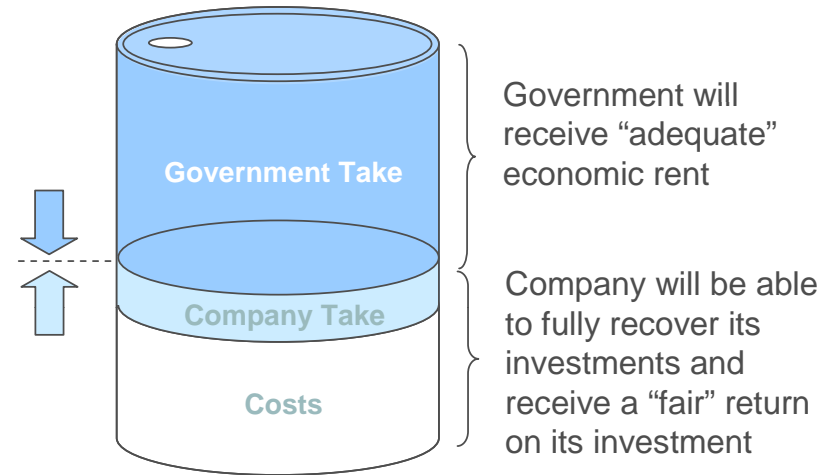 Government Take
Company Take
Costs
Government will
receive “adequate”
economic rent
Company will be able
to fully recover its
investments and
receive a “fair” return
on its investment